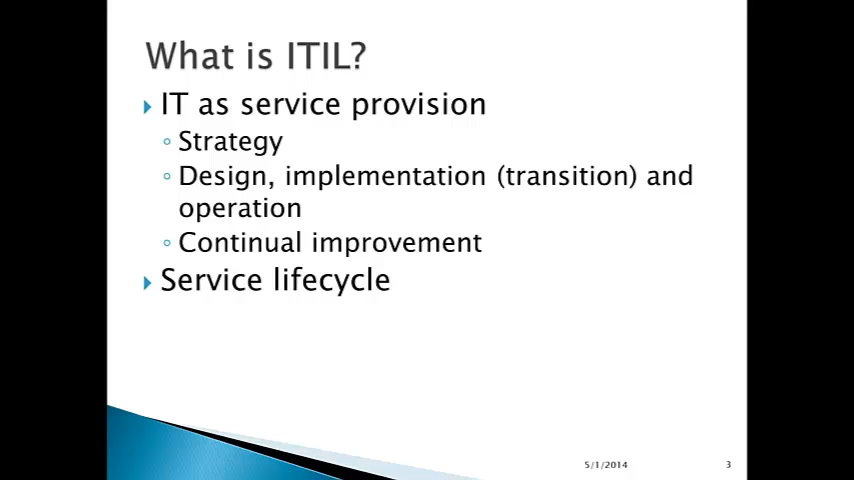 What is ITIL?
IT as service provision
Strategy
Design, implementation (transition) and
operation
Continual improvement
Service lifecycle
5/1/2014
3